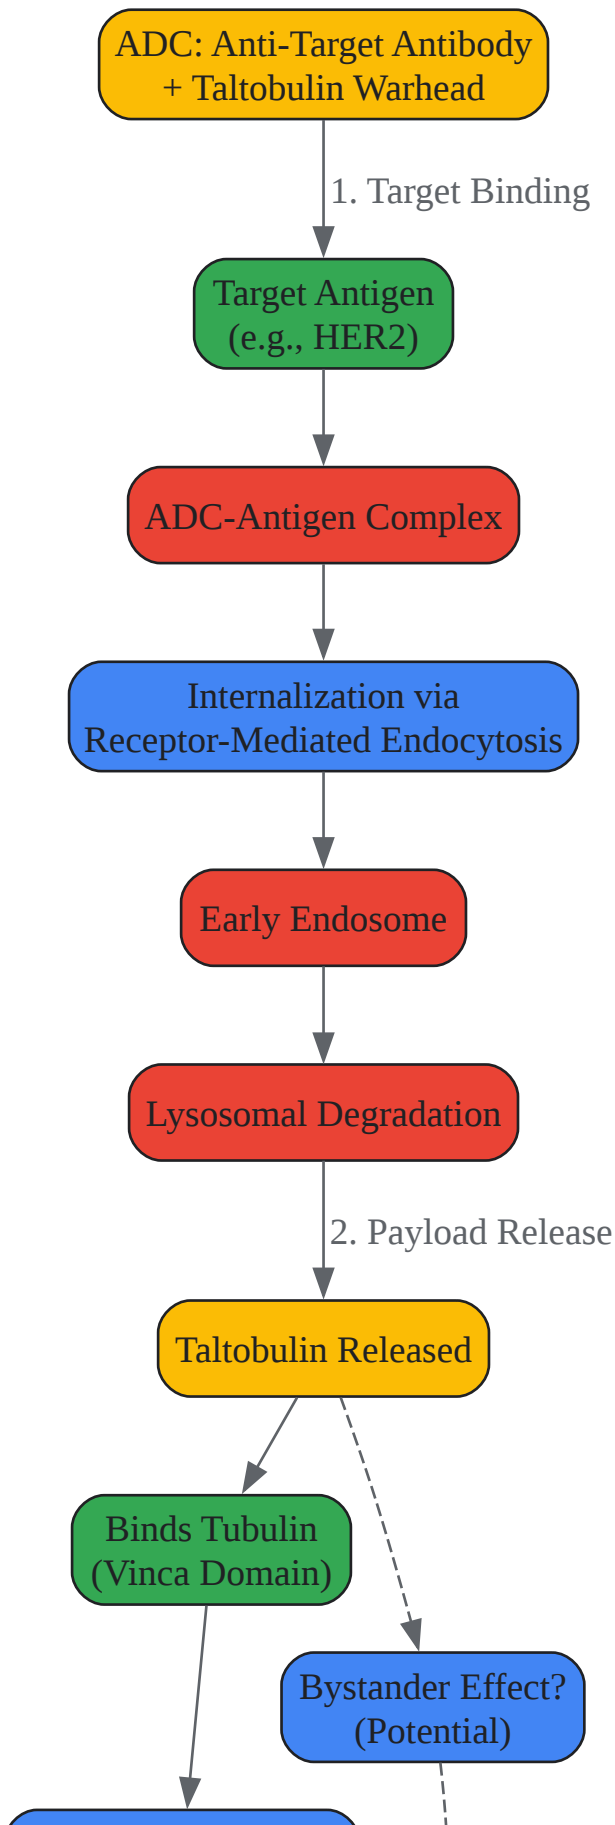 ADC: Anti-Target Antibody
+ Taltobulin Warhead
1. Target Binding
Target Antigen
(e.g., HER2)
ADC-Antigen Complex
Internalization via
Receptor-Mediated Endocytosis
Early Endosome
Lysosomal Degradation
2. Payload Release
Taltobulin Released
Binds Tubulin
(Vinca Domain)
Bystander Effect?
(Potential)